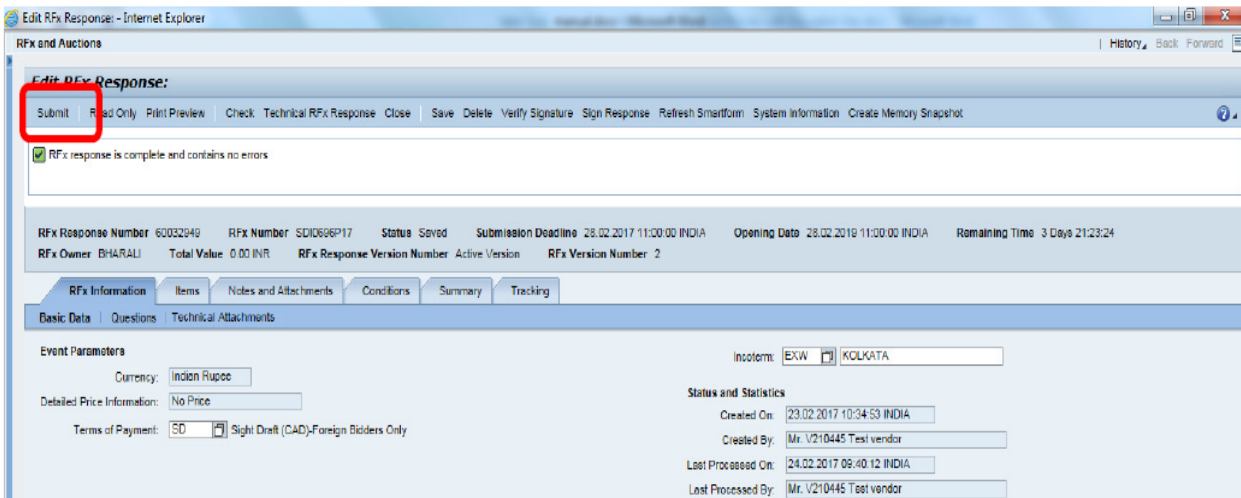 Edit RFx Response: - Internet Explorer
RFx and Auctions
History Back Forward
Edit RFx Response:
Submit Read Only Print Preview Check Technical RFx Response Close Save Delete Verify Signature Sign Response Refresh Smartform System Information Create Memory Snapshot
RFx response is complete and contains no errors
RFx Response Number 60032949 RFx Number SDI0696P17 Status Saved Submission Deadline 28.02.2017 11:00:00 INDIA Opening Date 28.02.2019 11:00:00 INDIA Remaining Time 3 Days 21:23:24
RFx Owner BHARALI Total Value 0.00 INR RFx Response Version Number Active Version RFx Version Number 2
RFx Information Items Notes and Attachments Conditions Summary Tracking
Basic Data Questions Technical Attachments
Event Parameters
Incoterm: EXW KOLKATA
Currency: Indian Rupee
Status and Statistics
Detailed Price Information: No Price
Created On: 23.02.2017 10:34:53 INDIA
Terms of Payment: SD Sight Draft (CAD)-Foreign Bidders Only
Created By: Mr. V210445 Test vendor
Last Processed On: 24.02.2017 09:40:12 INDIA
Last Processed By: Mr. V210445 Test vendor